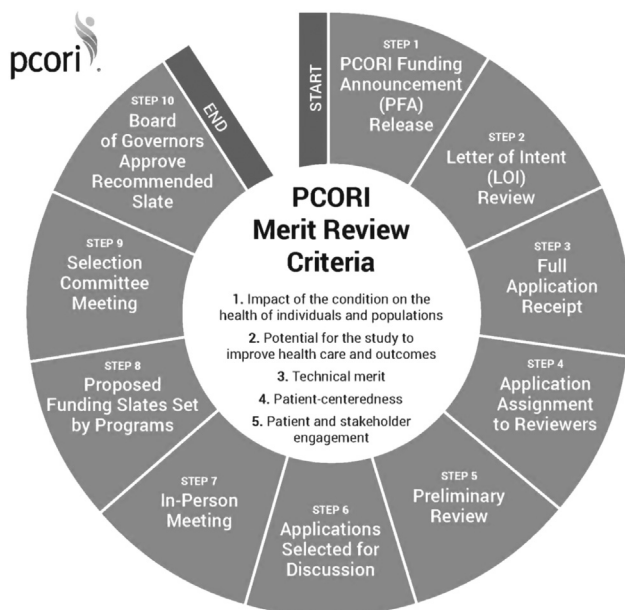 pcori
START
STEP 1
PCORI Funding
Announcement
(PFA)
Release
STEP 2
Letter of Intent
(LOI)
Review
STEP 3
Full
Application
Receipt
STEP 4
Application
Assignment
to Reviewers
STEP 5
Preliminary
Review
STEP 6
Applications
Selected for
Discussion
STEP 7
In-Person
Meeting
STEP 8
Proposed
Funding Slates Set
by Programs
STEP 9
Selection
Committee
Meeting
STEP 10
Board
of Governors
Approve
Recommended
Slate
END
PCORI
Merit Review
Criteria
1. Impact of the condition on the
health of individuals and populations
2. Potential for the study to
improve health care and outcomes
3. Technical merit
4. Patient-centeredness
5. Patient and stakeholder
engagement